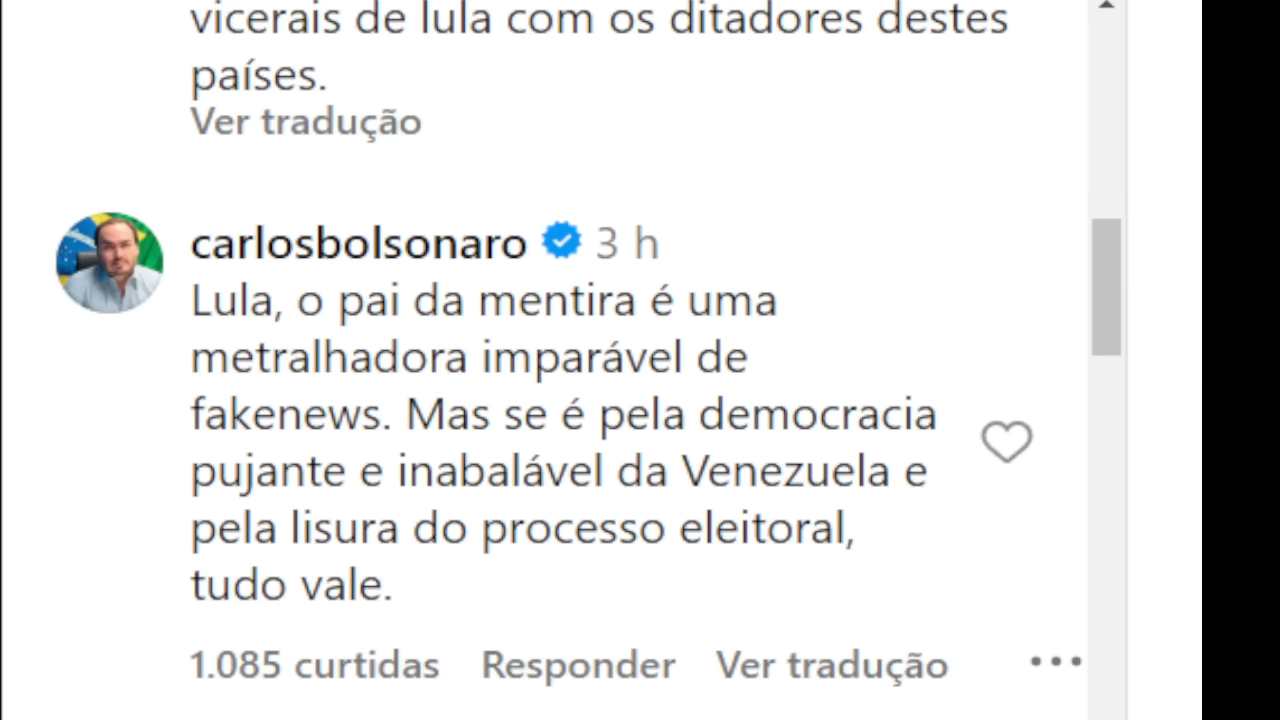 vicerais de lula com os ditadores destes
países.
Ver tradução
carlosbolsonaro 3 h
Lula, o pai da mentira é uma
metralhadora imparável de
fakenews. Mas se é pela democracia
pujante e inabalável da Venezuela e
pela lisura do processo eleitoral,
tudo vale.
1.085 curtidas Responder Ver tradução